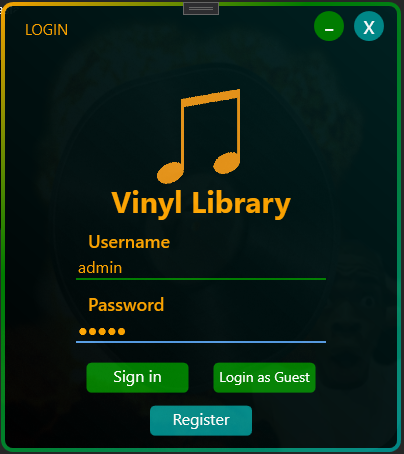 LOGIN
–
X
Vinyl Library
Username
admin
Password
●●●●●
Sign in
Login as Guest
Register